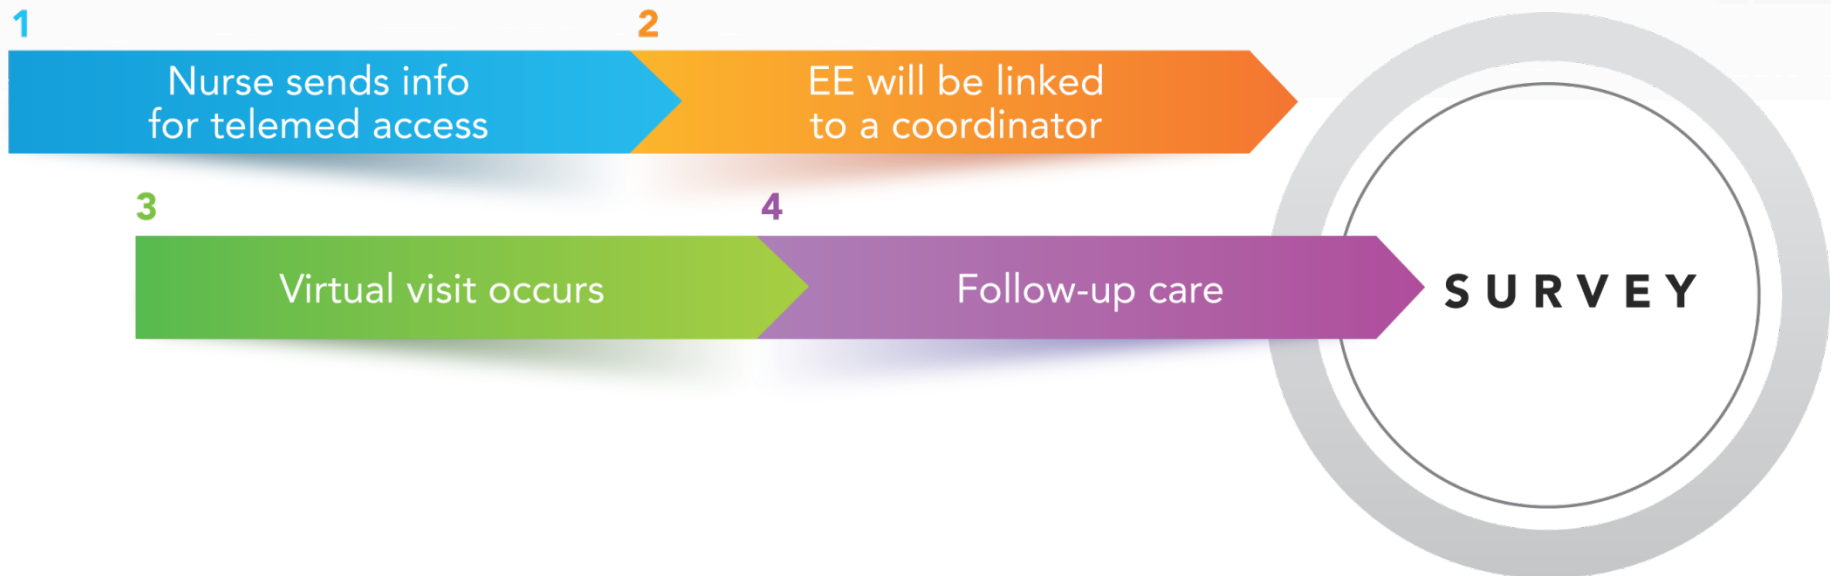 1
Nurse sends info
for telemed access
2
EE will be linked
to a coordinator
3
Virtual visit occurs
4
Follow-up care
SURVEY